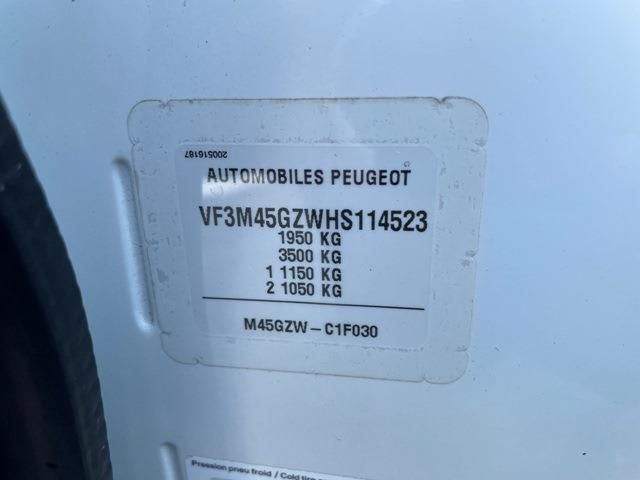 200516187
AUTOMOBILES PEUGEOT
VF3M45GZWHS114523
1950 KG
3500 KG
1 1150 KG
2 1050 KG
M45GZW-C1F030
Pression pneu froid / Cold tire